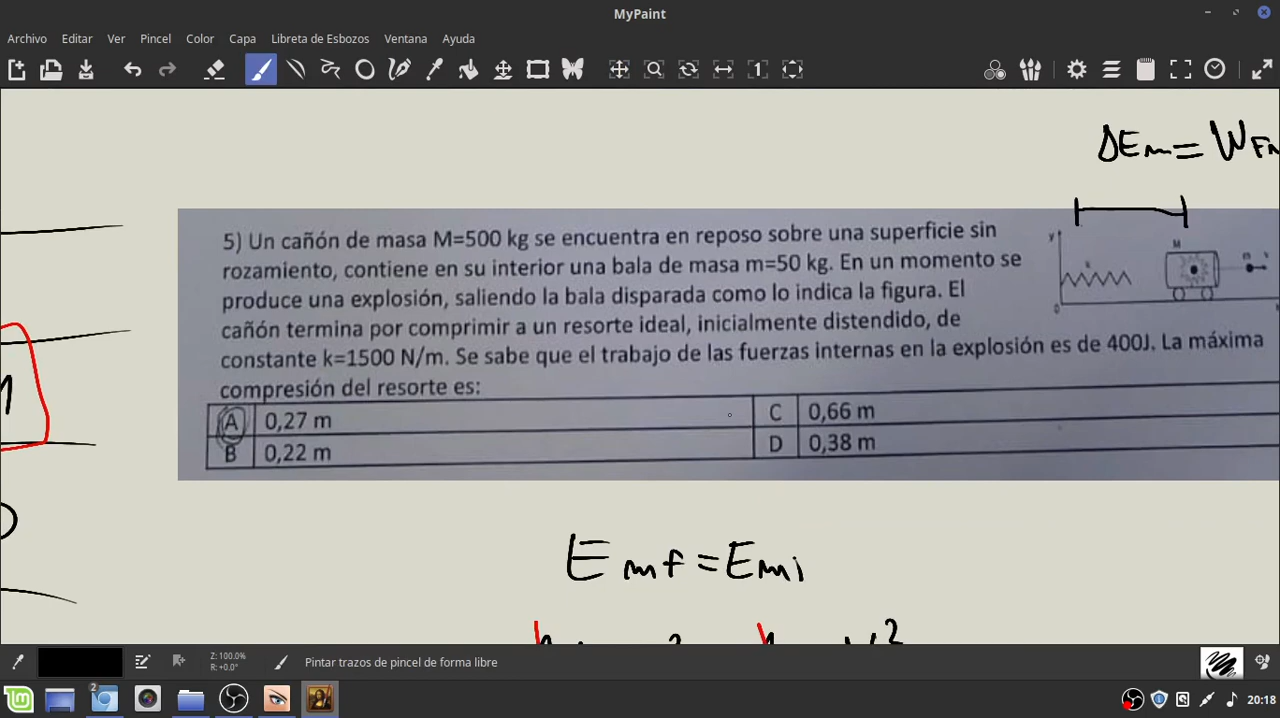 MyPaint
Archivo Editar Ver Pincel Color Capa Libreta de Esbozos Ventana Ayuda
ΔEm = W
5) Un cañón de masa M=500 kg se encuentra en reposo sobre una superficie sin
rozamiento, contiene en su interior una bala de masa m=50 kg. En un momento se
produce una explosión, saliendo la bala disparada como lo indica la figura. El
cañón termina por comprimir a un resorte ideal, inicialmente distendido, de
constante k=1500 N/m. Se sabe que el trabajo de las fuerzas internas en la explosión es de 400J. La máxima
compresión del resorte es:
A 0,27 m C 0,66 m
B 0,22 m D 0,38 m
M
Emf = Emi
Z: 100.0%
R: +0.0°
Pintar trazos de pincel de forma libre
2
20:18